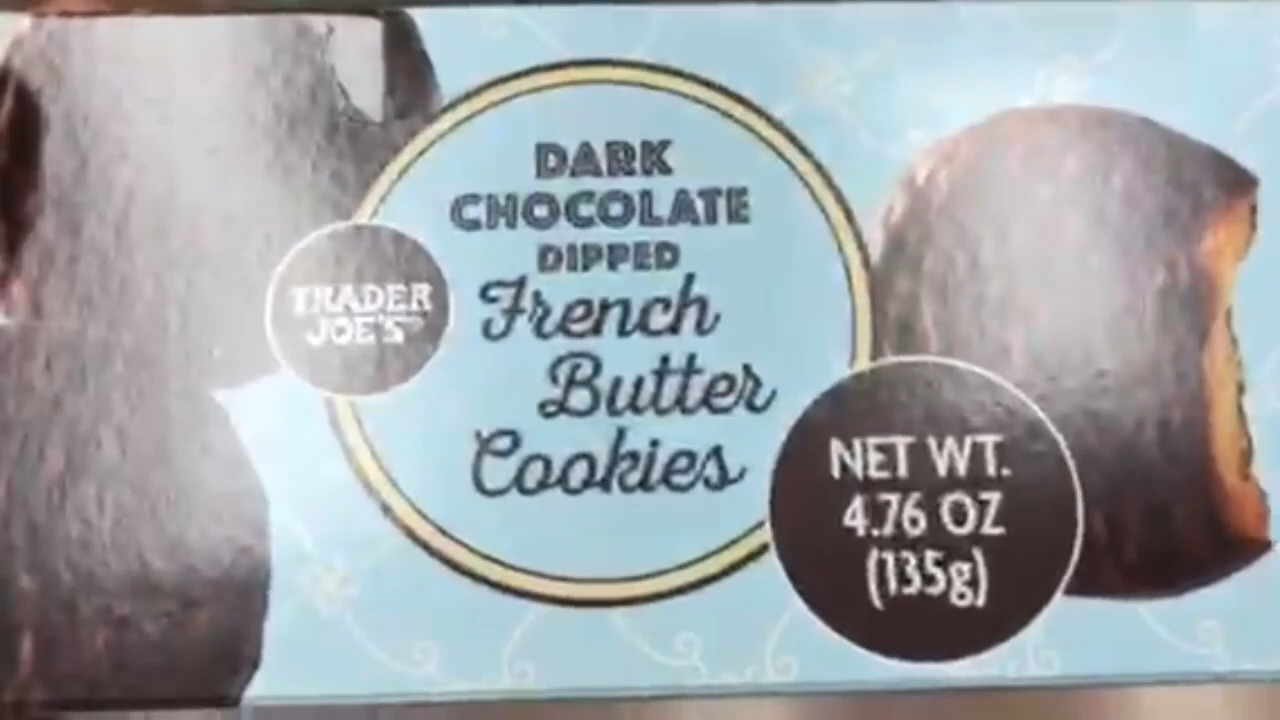 DARK
CHOCOLATE
DIPPED
French
Butter
Cookies
TRADER
JOE'S
NET WT.
4.76 OZ
(135g)